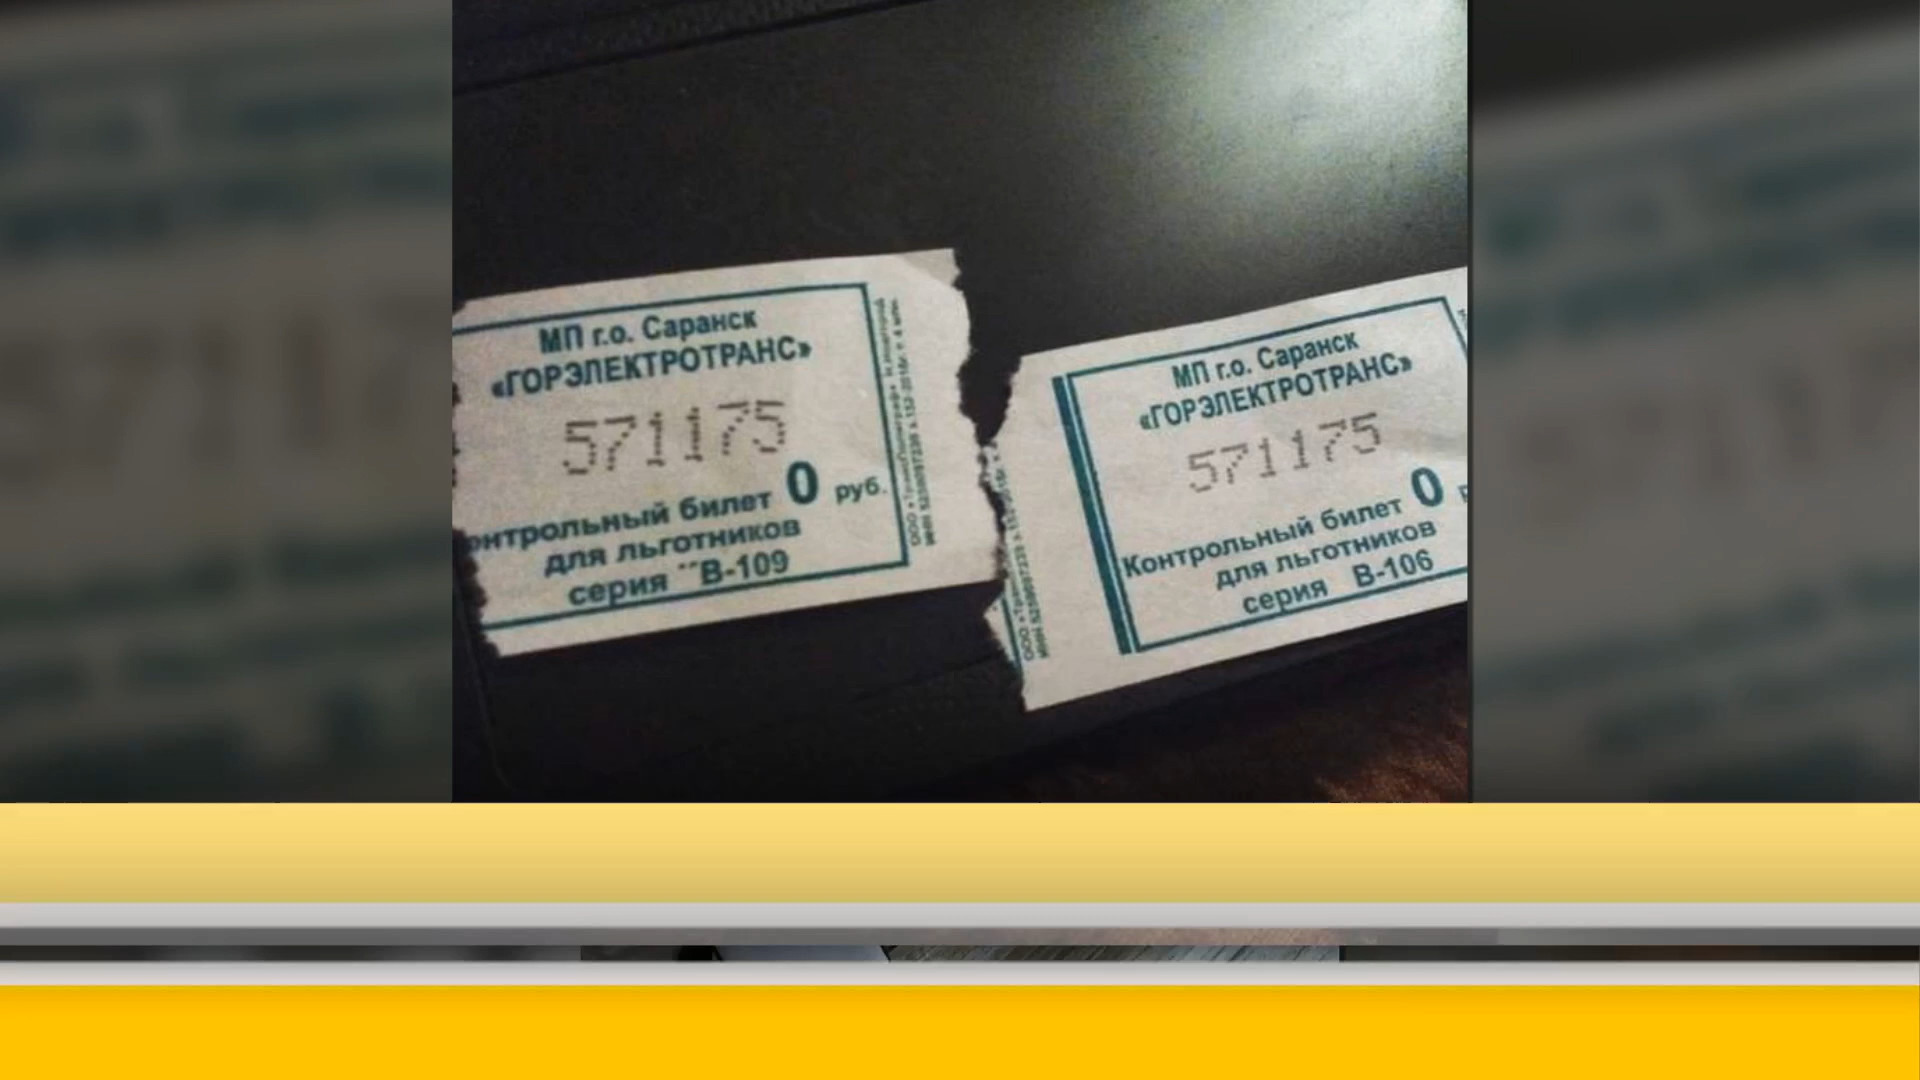 МП г.о. Саранск
«ГОРЭЛЕКТРОТРАНС»
571175
онтрольный билет 0 руб.
для льготников
серия В-109
МП г.о. Саранск
«ГОРЭЛЕКТРОТРАНС»
571175
Контрольный билет 0
для льготников
серия В-106